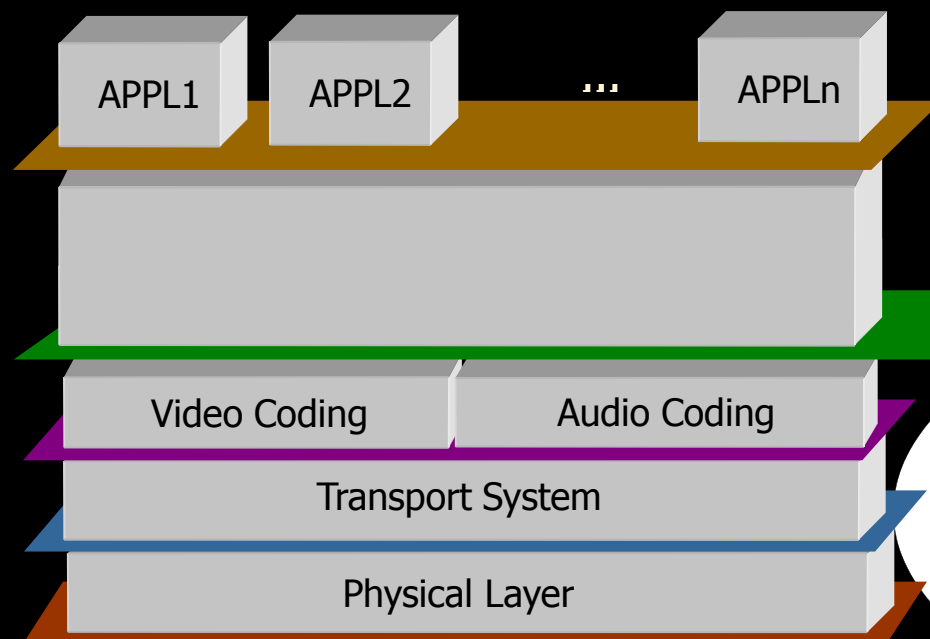 APPL1 APPL2 ... APPLn
Video Coding Audio Coding
Transport System
Physical Layer